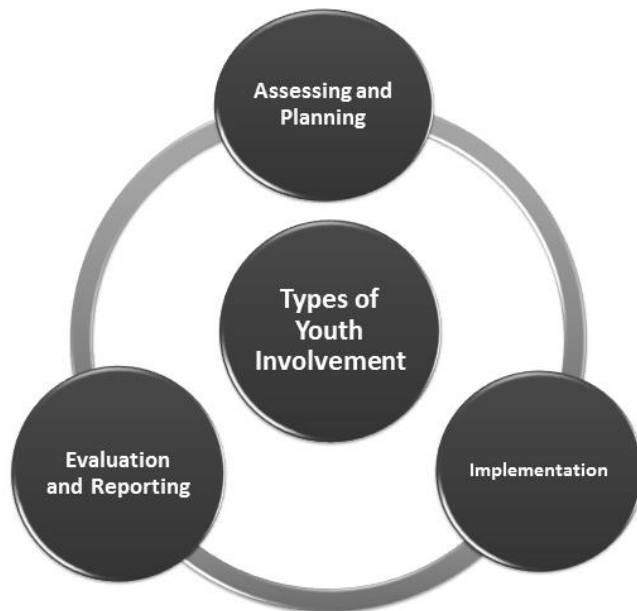 Assessing and
Planning
Types of
Youth
Involvement
Evaluation
and Reporting
Implementation